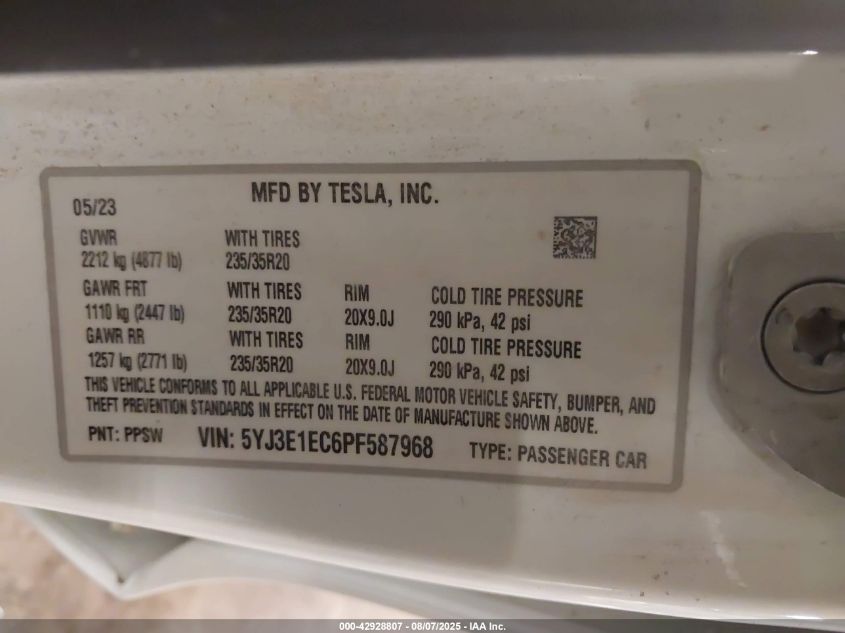 05/23 MFD BY TESLA, INC.
GVWR WITH TIRES
2212 kg (4877 lb) 235/35R20
GAWR FRT WITH TIRES RIM COLD TIRE PRESSURE
1110 kg (2447 lb) 235/35R20 20X9.0J 290 kPa, 42 psi
GAWR RR WITH TIRES RIM COLD TIRE PRESSURE
1257 kg (2771 lb) 235/35R20 20X9.0J 290 kPa, 42 psi
THIS VEHICLE CONFORMS TO ALL APPLICABLE U.S. FEDERAL MOTOR VEHICLE SAFETY, BUMPER, AND
THEFT PREVENTION STANDARDS IN EFFECT ON THE DATE OF MANUFACTURE SHOWN ABOVE.
PNT: PPSW VIN: 5YJ3E1EC6PF587968 TYPE: PASSENGER CAR
000-42928807 - 08/07/2025 - IAA Inc.